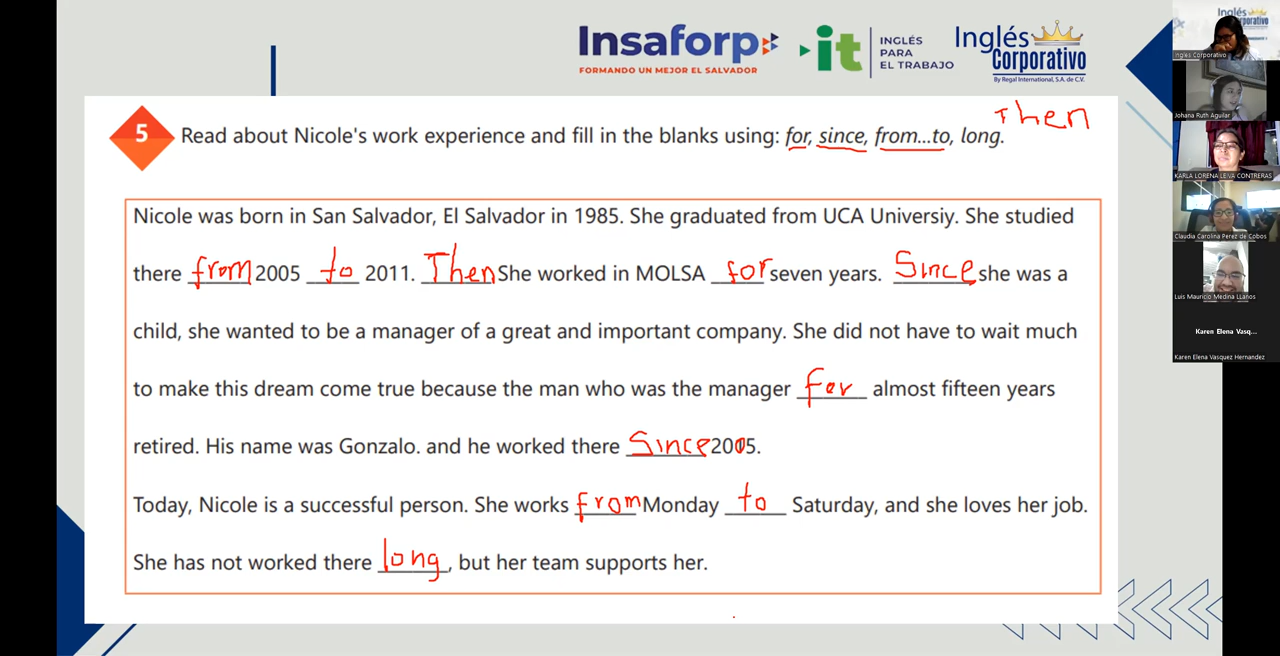 Insaforp
FORMANDO UN MEJOR EL SALVADOR
it
INGLÉS
PARA
EL TRABAJO
Inglés
Corporativo
By Regal International, S.A. de C.V.
Then
5 Read about Nicole's work experience and fill in the blanks using: for, since, from...to, long.
Nicole was born in San Salvador, El Salvador in 1985. She graduated from UCA Universiy. She studied
there from 2005 to 2011. Then She worked in MOLSA for seven years. Since she was a
child, she wanted to be a manager of a great and important company. She did not have to wait much
to make this dream come true because the man who was the manager for almost fifteen years
retired. His name was Gonzalo. and he worked there Since 2005.
Today, Nicole is a successful person. She works from Monday to Saturday, and she loves her job.
She has not worked there long, but her team supports her.
Inglés
Corporativo
Inglés Corporativo
Johana Ruth Aguilar
KARLA LORENA LEIVA CONTRERAS
Claudia Carolina Perez de Cobos
Luis Mauricio Medina LLanos
Karen Elena Vasq...
Karen Elena Vasquez Hernandez